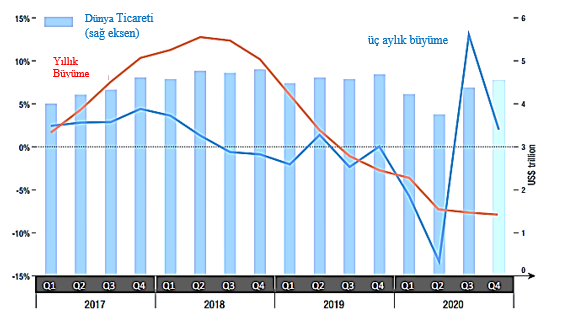 Dünya Ticareti
(sağ eksen)
üç aylık büyüme
Yıllık
Büyüme
15%
10%
5%
0%
-5%
-10%
-15%
6
5
4
3
2
1
0
US$ trillion
Q1 Q2 Q3 Q4 Q1 Q2 Q3 Q4 Q1 Q2 Q3 Q4 Q1 Q2 Q3 Q4
2017 2018 2019 2020